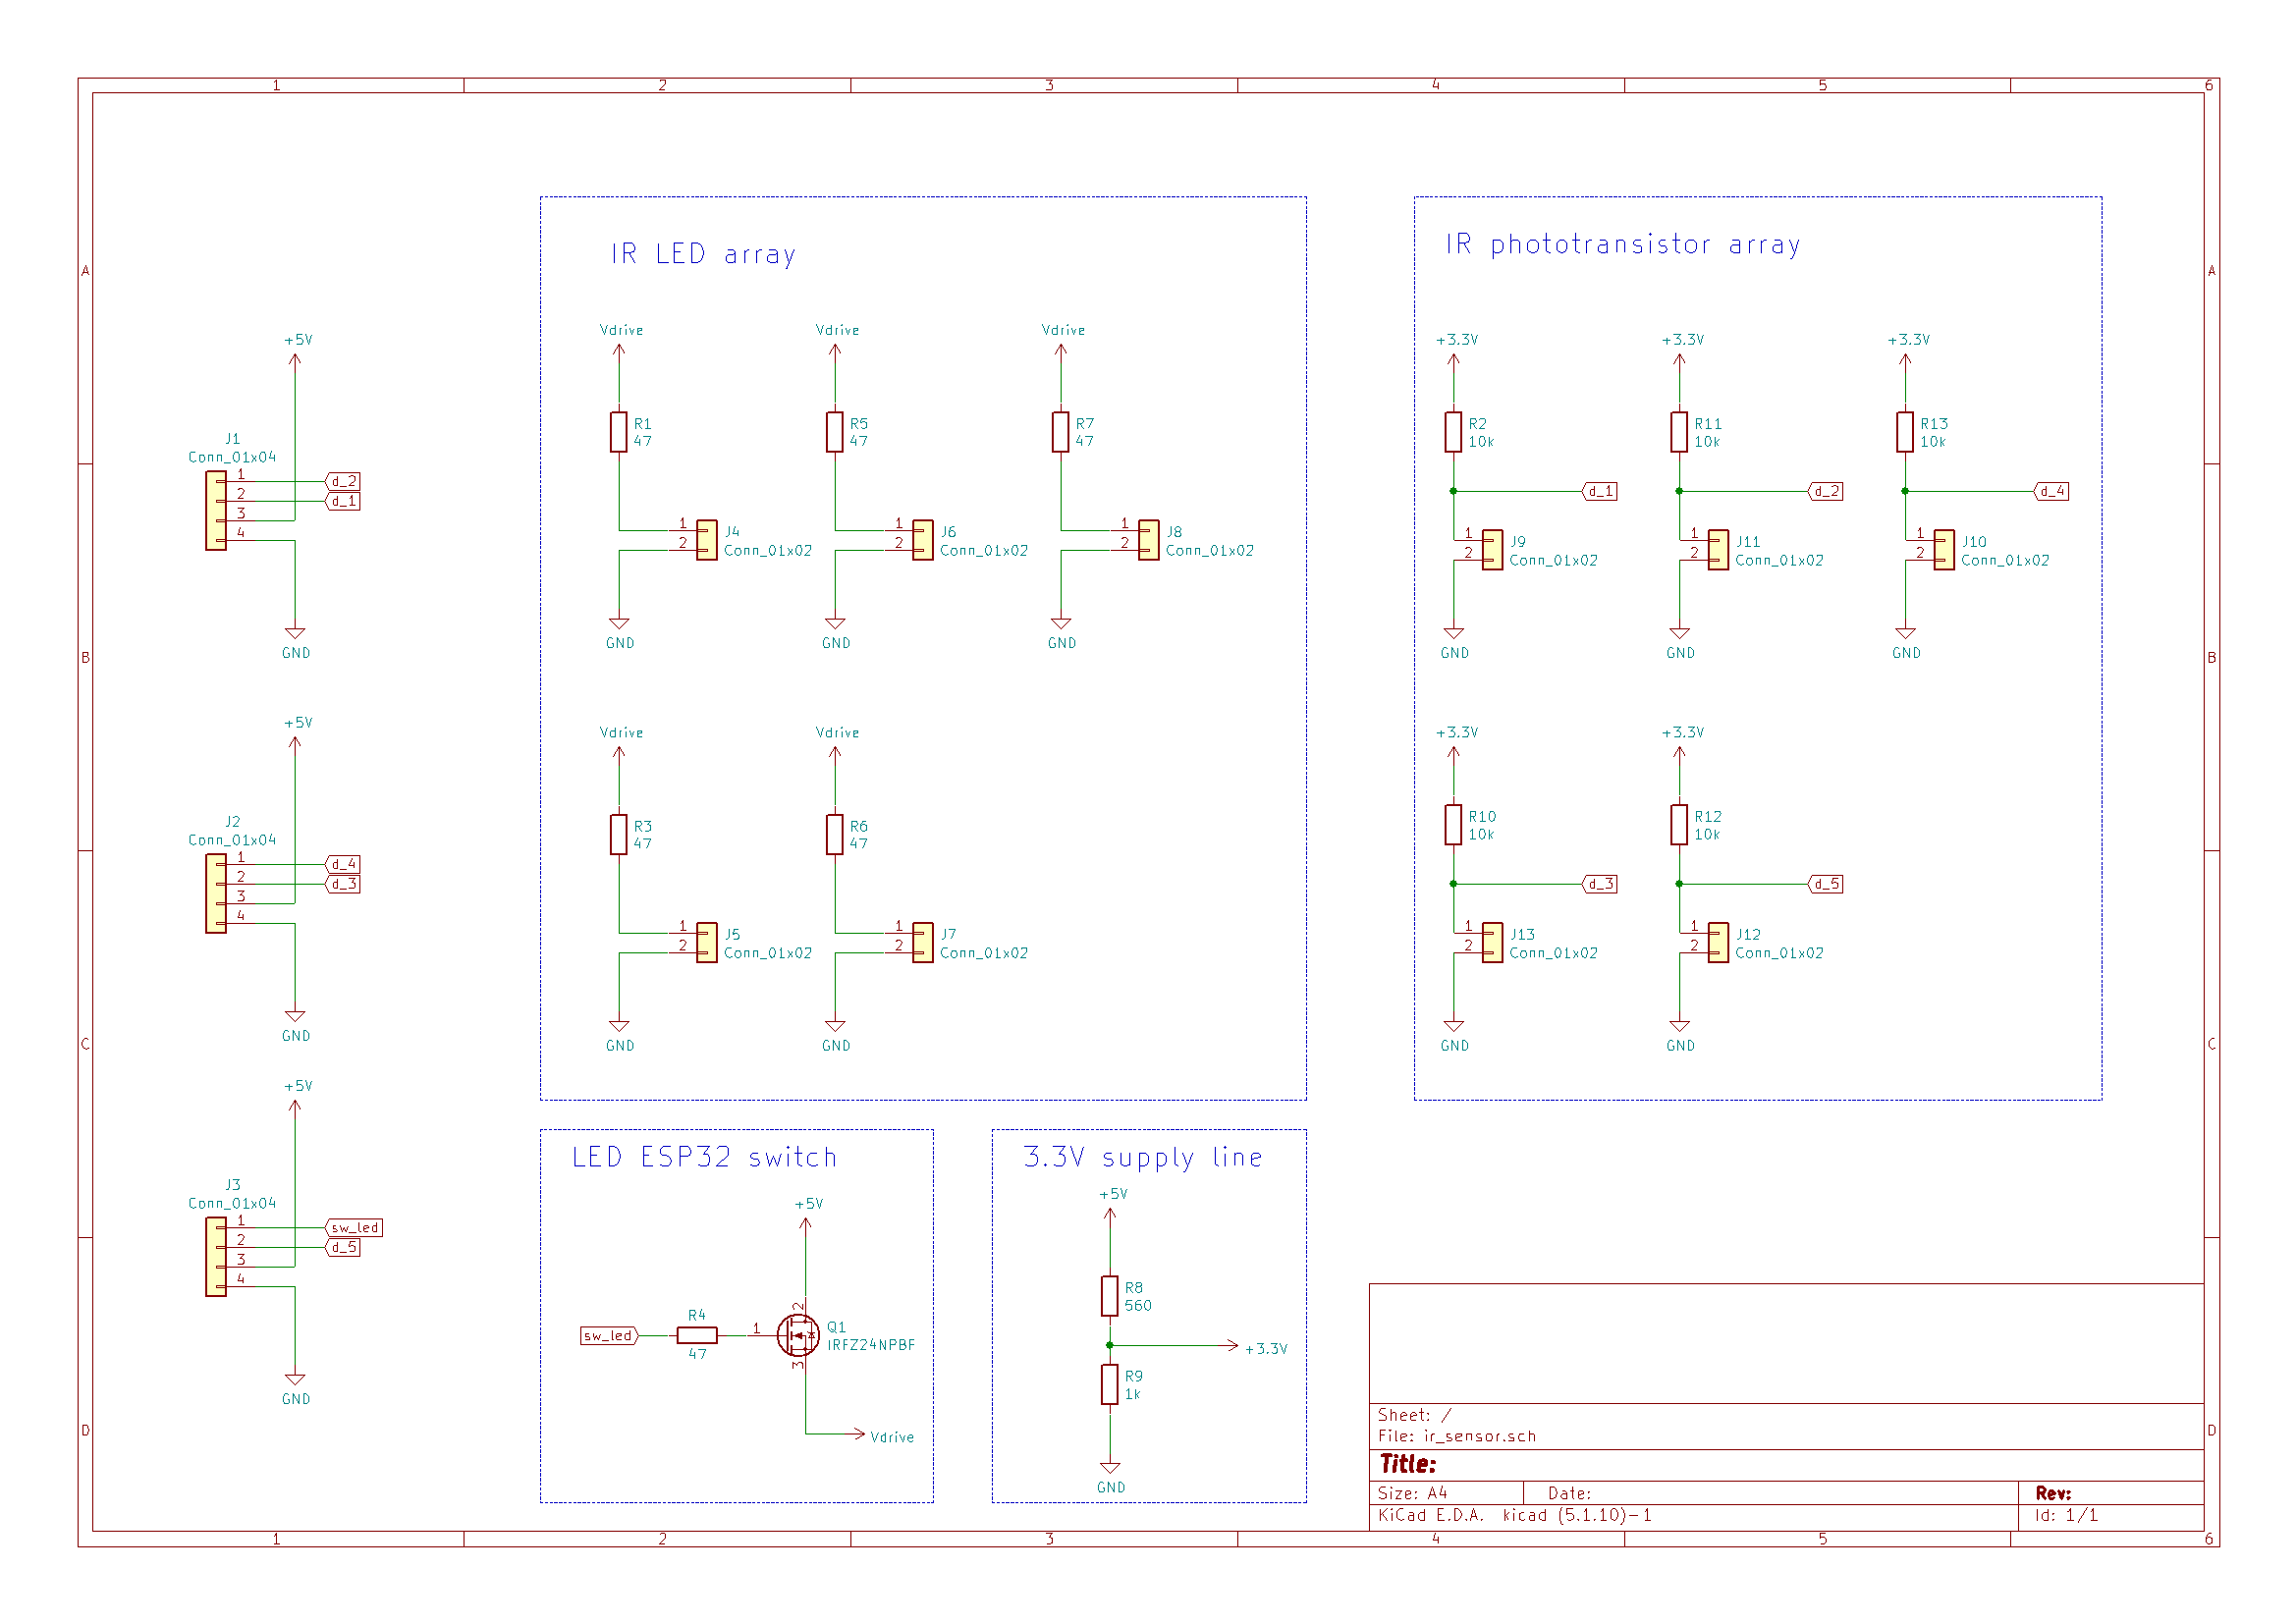 1 2 3 4 5 6
A A
B B
C C
D D
1 2 3 4 5 6
+5V
J1
Conn_01x04
1 d_2
2 d_1
3
4
GND
+5V
J2
Conn_01x04
1 d_4
2 d_3
3
4
GND
+5V
J3
Conn_01x04
1 sw_led
2 d_5
3
4
GND
IR LED array
Vdrive
R1
47
1
2
J4
Conn_01x02
GND
Vdrive
R5
47
1
2
J6
Conn_01x02
GND
Vdrive
R7
47
1
2
J8
Conn_01x02
GND
Vdrive
R3
47
1
2
J5
Conn_01x02
GND
Vdrive
R6
47
1
2
J7
Conn_01x02
GND
IR phototransistor array
+3.3V
R2
10k
d_1
1
2
J9
Conn_01x02
GND
+3.3V
R11
10k
d_2
1
2
J11
Conn_01x02
GND
+3.3V
R13
10k
d_4
1
2
J10
Conn_01x02
GND
+3.3V
R10
10k
d_3
1
2
J13
Conn_01x02
GND
+3.3V
R12
10k
d_5
1
2
J12
Conn_01x02
GND
LED ESP32 switch
+5V
sw_led
R4
47
1
2
3
Q1
IRFZ24NPBF
Vdrive
3.3V supply line
+5V
R8
560
+3.3V
R9
1k
GND
Sheet: /
File: ir_sensor.sch
Title:
Size: A4 Date: Rev:
KiCad E.D.A. kicad (5.1.10)-1 Id: 1/1